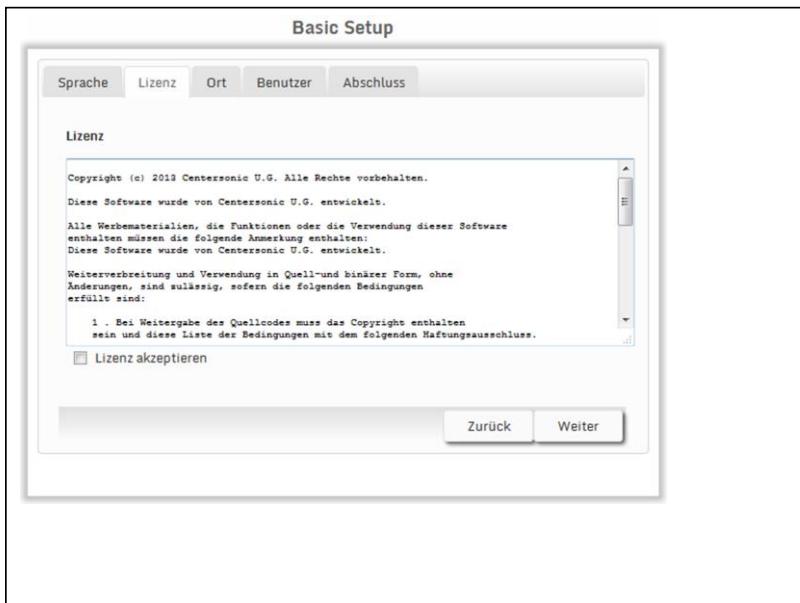 Basic Setup
Sprache Lizenz Ort Benutzer Abschluss
Lizenz
Copyright (c) 2013 Centersonic U.G. Alle Rechte vorbehalten.
Diese Software wurde von Centersonic U.G. entwickelt.
Alle Werbematerialien, die Funktionen oder die Verwendung dieser Software
enthalten müssen die folgende Anmerkung enthalten:
Diese Software wurde von Centersonic U.G. entwickelt.
Weiterverbreitung und Verwendung in Quell-und binärer Form, ohne
Änderungen, sind zulässig, sofern die folgenden Bedingungen
erfüllt sind:
1 . Bei Weitergabe des Quellcodes muss das Copyright enthalten
sein und diese Liste der Bedingungen mit dem folgenden Haftungsausschluss.
Lizenz akzeptieren
Zurück Weiter